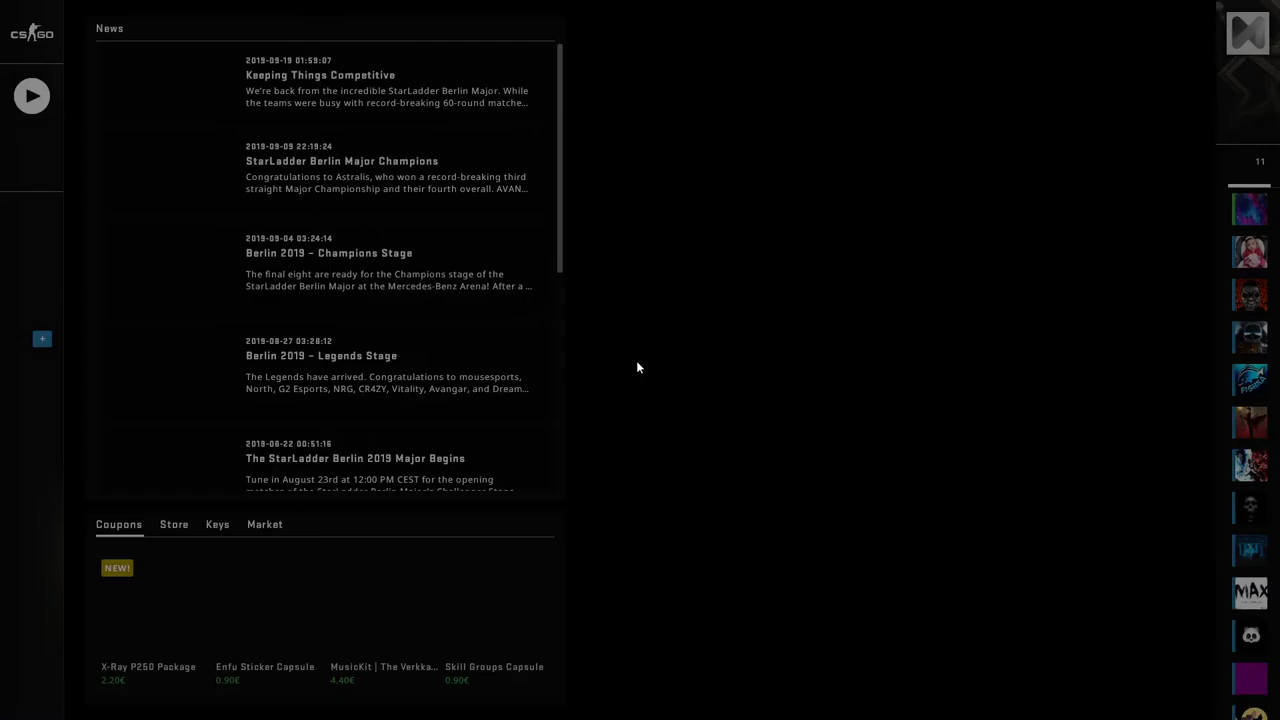 CS GO
News
2019-09-19 01:59:07
Keeping Things Competitive
We're back from the incredible StarLadder Berlin Major. While
the teams were busy with record-breaking 60-round matche...
2019-09-09 22:19:24
StarLadder Berlin Major Champions
Congratulations to Astralis, who won a record-breaking third
straight Major Championship and their fourth overall. AVAN...
2019-09-04 03:24:14
Berlin 2019 – Champions Stage
The final eight are ready for the Champions stage of the
StarLadder Berlin Major at the Mercedes-Benz Arena! After a ...
2019-08-27 03:28:12
Berlin 2019 – Legends Stage
The Legends have arrived. Congratulations to mousesports,
North, G2 Esports, NRG, CR4ZY, Vitality, Avangar, and Dream...
2019-08-22 00:51:16
The StarLadder Berlin 2019 Major Begins
Tune in August 23rd at 12:00 PM CEST for the opening
matches of the StarLadder Berlin Major's Challenger Stage
Coupons Store Keys Market
NEW!
X-Ray P250 Package Enfu Sticker Capsule MusicKit | The Verkka... Skill Groups Capsule
2.20€ 0.90€ 4.40€ 0.90€
11
MAX